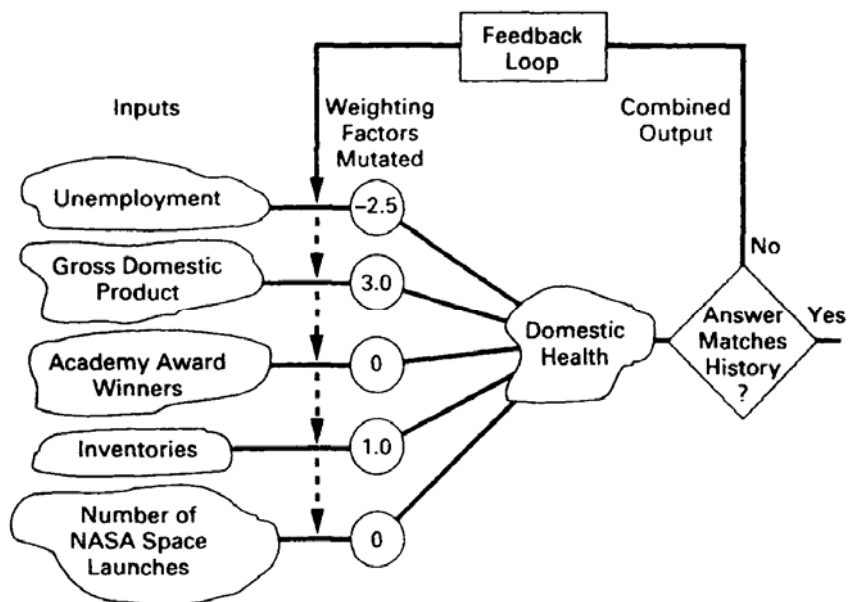 Feedback
Loop
Inputs
Weighting
Factors
Mutated
Combined
Output
Unemployment
-2.5
Gross Domestic
Product
3.0
No
Yes
Domestic
Health
Answer
Matches
History
?
Academy Award
Winners
0
Inventories
1.0
Number of
NASA Space
Launches
0